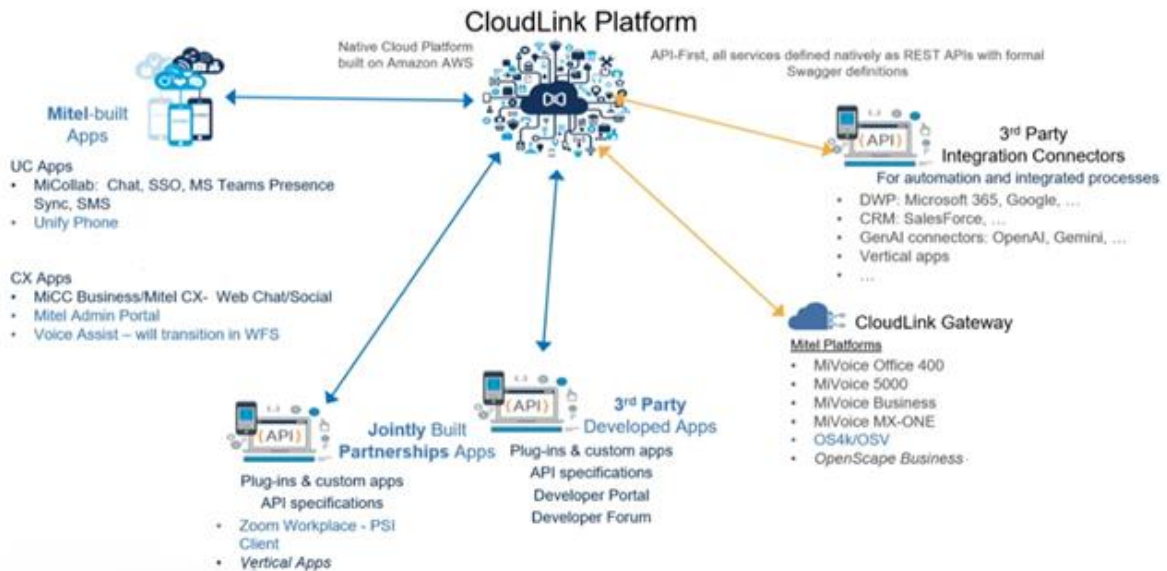 CloudLink Platform
Native Cloud Platform
built on Amazon AWS
API-First, all services defined natively as REST APIs with formal
Swagger definitions
Mitel-built
Apps
UC Apps
• MiCollab: Chat, SSO, MS Teams Presence
Sync, SMS
• Unify Phone
CX Apps
• MiCC Business/Mitel CX- Web Chat/Social
• Mitel Admin Portal
• Voice Assist – will transition in WFS
{API}
Jointly Built
Partnerships Apps
Plug-ins & custom apps
API specifications
• Zoom Workplace - PSI
Client
• Vertical Apps
{API}
3rd Party
Developed Apps
Plug-ins & custom apps
API specifications
Developer Portal
Developer Forum
{API}
3rd Party
Integration Connectors
For automation and integrated processes
• DWP: Microsoft 365, Google, …
• CRM: SalesForce, …
• GenAI connectors: OpenAI, Gemini, …
• Vertical apps
• …
CloudLink Gateway
Mitel Platforms
• MiVoice Office 400
• MiVoice 5000
• MiVoice Business
• MiVoice MX-ONE
• OS4k/OSV
• OpenScape Business